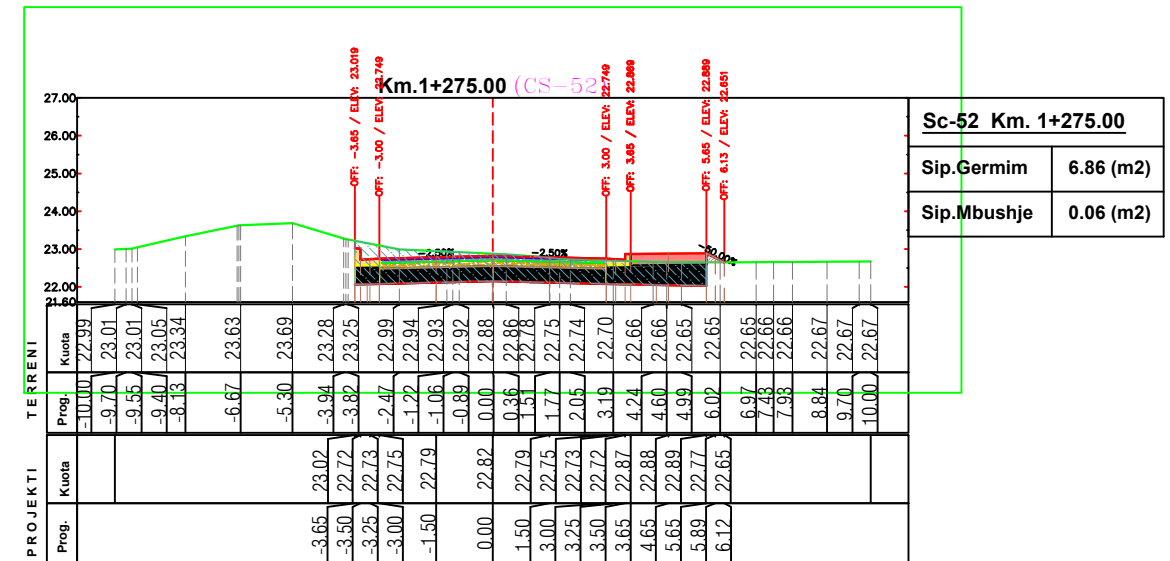 OFF: -3.65 / ELEV: 23.019
OFF: -3.00 / ELEV: 22.749
OFF: 3.00 / ELEV: 22.749
OFF: 3.65 / ELEV: 22.869
OFF: 5.65 / ELEV: 22.889
OFF: 6.13 / ELEV: 22.651
Km.1+275.00 (CS-52)
27.00
26.00
25.00
24.00
23.00
22.00
21.60
-2.50% -2.50% -50.00%
Sc-52 Km. 1+275.00
Sip.Germim 6.86 (m2)
Sip.Mbushje 0.06 (m2)
TERRENI
Kuota 22.99 23.01 23.01 23.05 23.34 23.63 23.69 23.28 23.25 22.99 22.94 22.93 22.92 22.88 22.86 22.78 22.75 22.74 22.70 22.66 22.66 22.65 22.65 22.65 22.66 22.66 22.67 22.67 22.67
Prog. -10.00 -9.70 -9.55 -9.40 -8.13 -6.67 -5.30 -3.94 -3.82 -2.47 -1.22 -1.06 -0.89 0.00 0.36 1.51 1.77 2.05 3.19 4.24 4.60 4.99 6.02 6.97 7.43 7.93 8.84 9.70 10.00
PROJEKTI
Kuota 23.02 22.72 22.73 22.75 22.79 22.82 22.79 22.75 22.73 22.72 22.87 22.88 22.89 22.77 22.65
Prog. -3.65 -3.50 -3.25 -3.00 -1.50 0.00 1.50 3.00 3.25 3.50 3.65 4.65 5.65 5.89 6.12